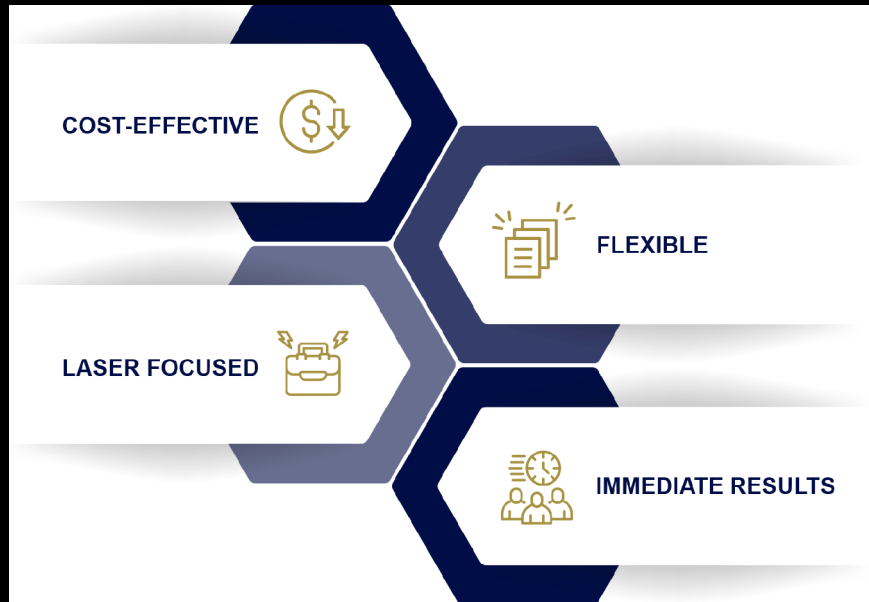 COST-EFFECTIVE
FLEXIBLE
LASER FOCUSED
IMMEDIATE RESULTS